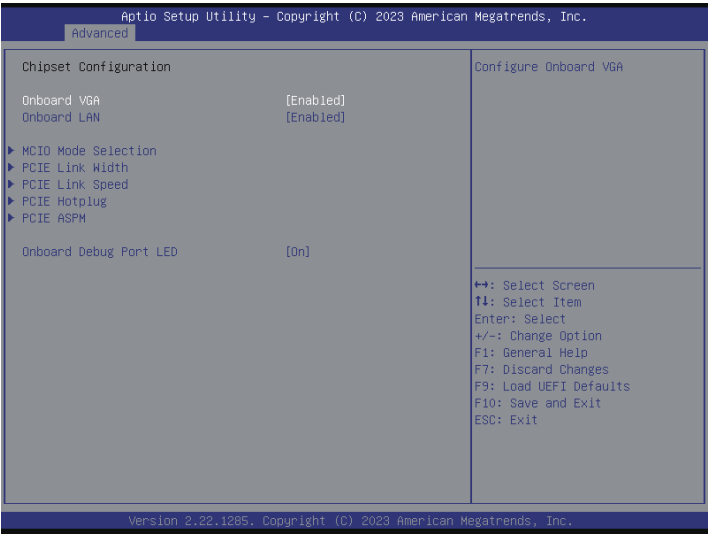 Aptio Setup Utility – Copyright (C) 2023 American Megatrends, Inc.
Advanced
Chipset Configuration
Onboard VGA [Enabled]
Onboard LAN [Enabled]
MCIO Mode Selection
PCIE Link Width
PCIE Link Speed
PCIE Hotplug
PCIE ASPM
Onboard Debug Port LED [On]
Configure Onboard VGA
↔: Select Screen
↑↓: Select Item
Enter: Select
+/-: Change Option
F1: General Help
F7: Discard Changes
F9: Load UEFI Defaults
F10: Save and Exit
ESC: Exit
Version 2.22.1285. Copyright (C) 2023 American Megatrends, Inc.